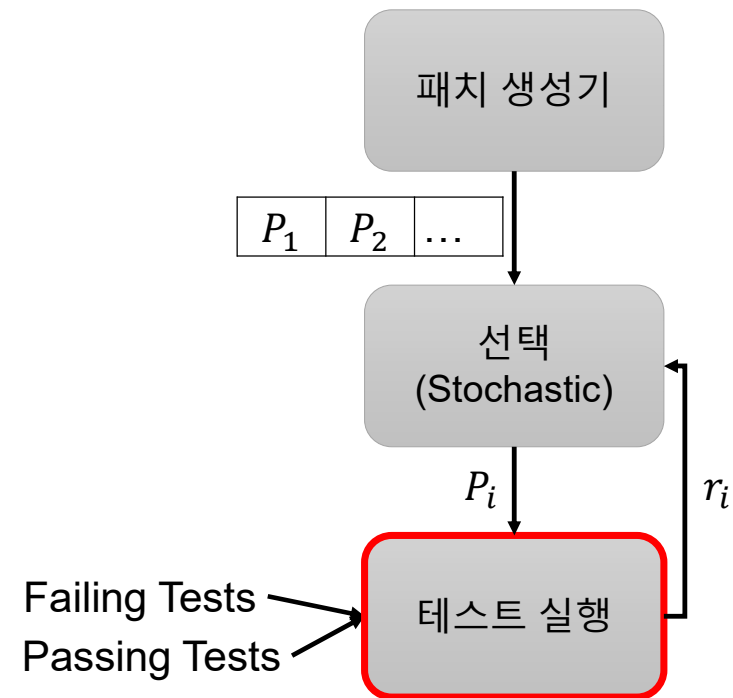 패치 생성기
P₁ P₂ ...
선택
(Stochastic)
Pᵢ
rᵢ
Failing Tests
Passing Tests
테스트 실행